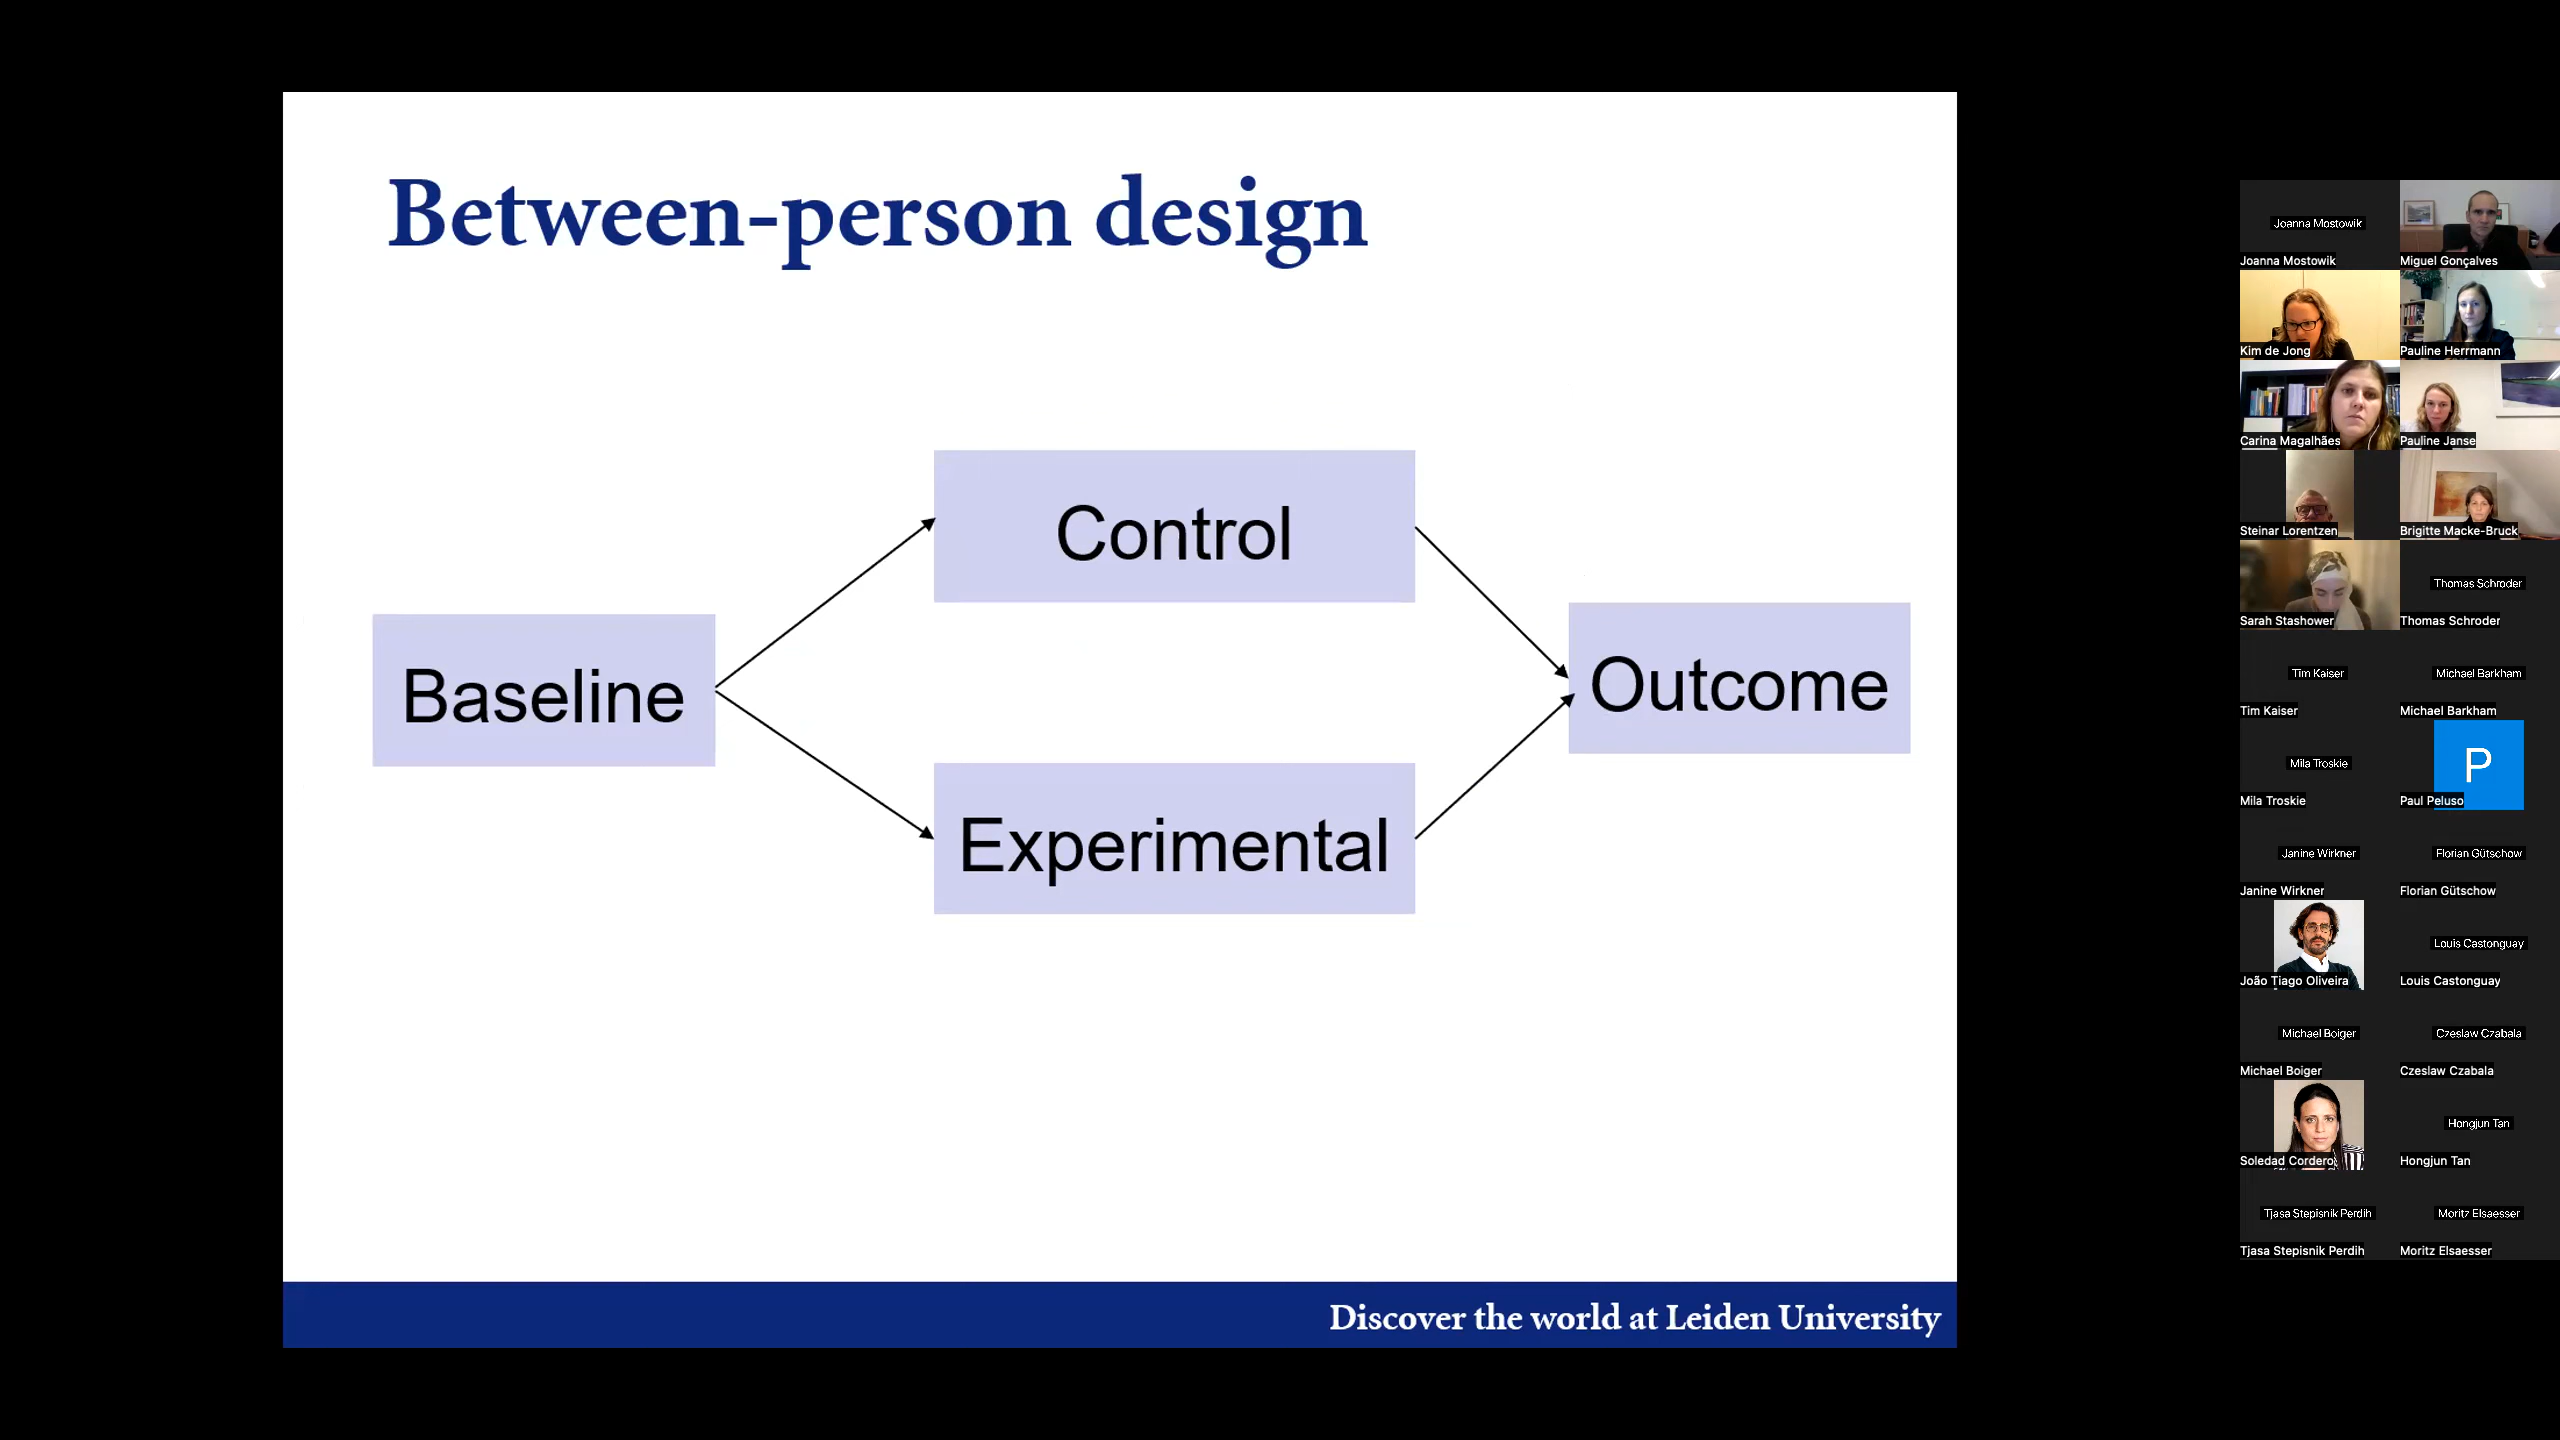 Between-person design
Control
Baseline
Outcome
Experimental
Discover the world at Leiden University
Joanna Mostowik
Joanna Mostowik
Miguel Gonçalves
Kim de Jong
Pauline Herrmann
Carina Magalhães
Pauline Janse
Steinar Lorentzen
Brigitte Macke-Bruck
Sarah Stashower
Thomas Schroder
Thomas Schroder
Tim Kaiser
Tim Kaiser
Michael Barkham
Michael Barkham
Mila Troskie
Mila Troskie
P
Paul Peluso
Janine Wirkner
Janine Wirkner
Florian Gütschow
Florian Gütschow
João Tiago Oliveira
Louis Castonguay
Louis Castonguay
Michael Boiger
Michael Boiger
Czeslaw Czabala
Czeslaw Czabala
Soledad Cordero
Hongjun Tan
Hongjun Tan
Tjasa Stepisnik Perdih
Tjasa Stepisnik Perdih
Moritz Elsaesser
Moritz Elsaesser